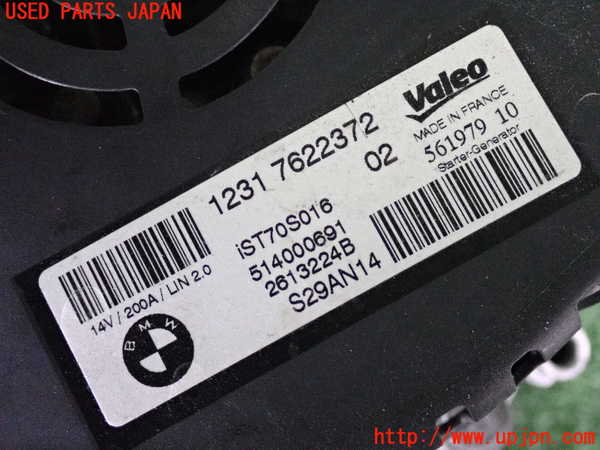 USED PARTS JAPAN
Valeo
MADE IN FRANCE
561979 10
Starter-Generator
1231 7622372
02
iST70S016
514000691
2613224B
S29AN14
14V / 200A / LIN 2.0
BMW
http://www.upjpn.com